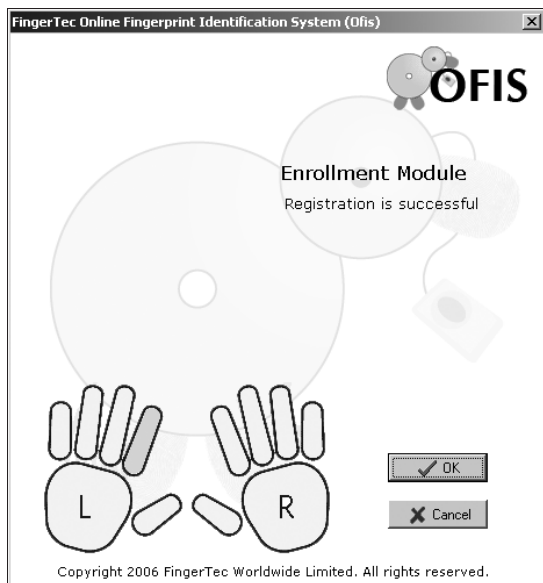 FingerTec Online Fingerprint Identification System (Ofis)
OFIS
Enrollment Module
Registration is successful
L
R
OK
Cancel
Copyright 2006 FingerTec Worldwide Limited. All rights reserved.